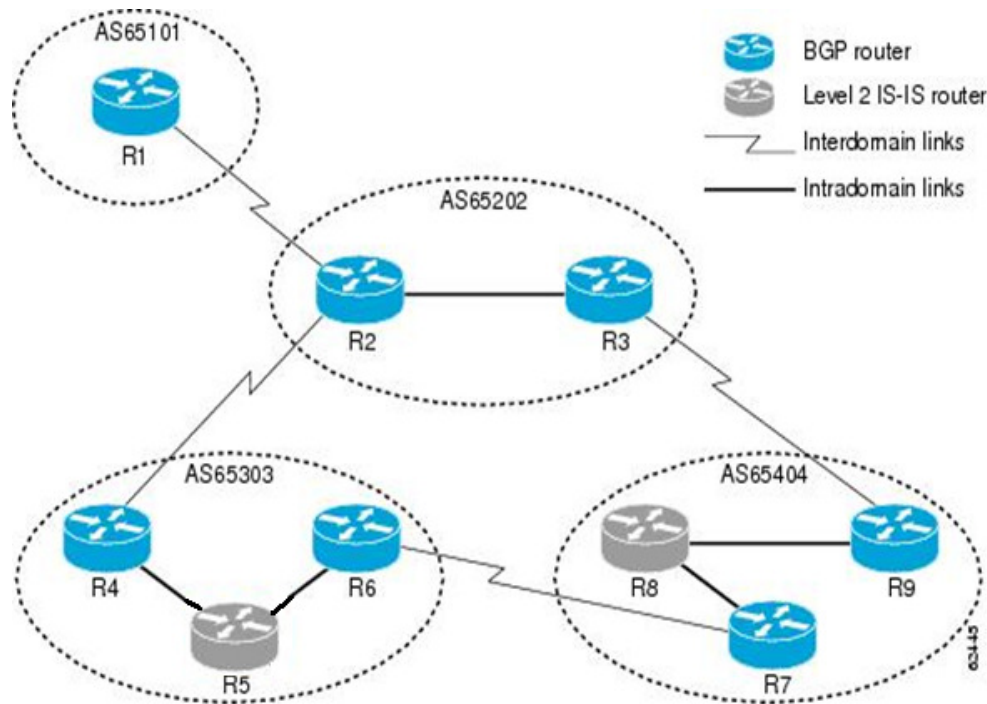 AS65101
R1
BGP router
Level 2 IS-IS router
Interdomain links
Intradomain links
AS65202
R2
R3
AS65303
R4
R6
R5
AS65404
R8
R9
R7
62445